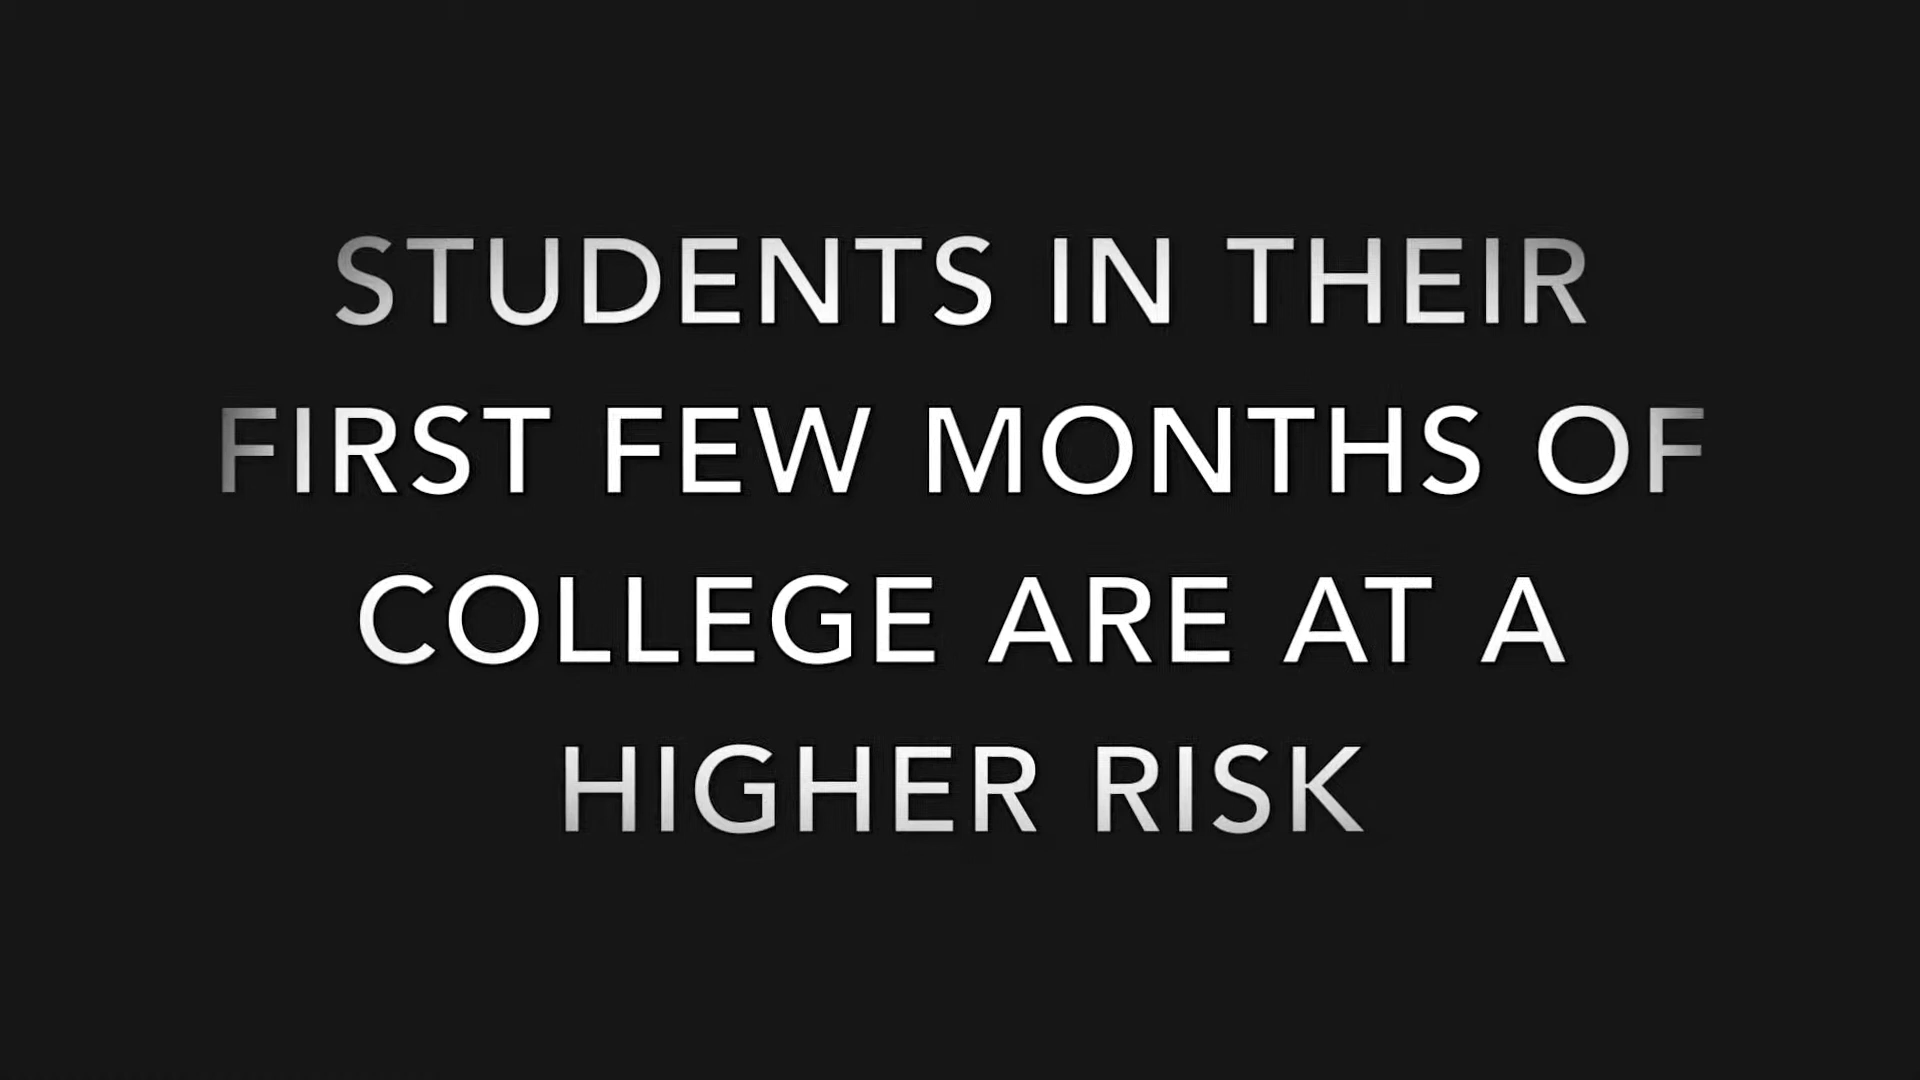 STUDENTS IN THEIR
FIRST FEW MONTHS OF
COLLEGE ARE AT A
HIGHER RISK